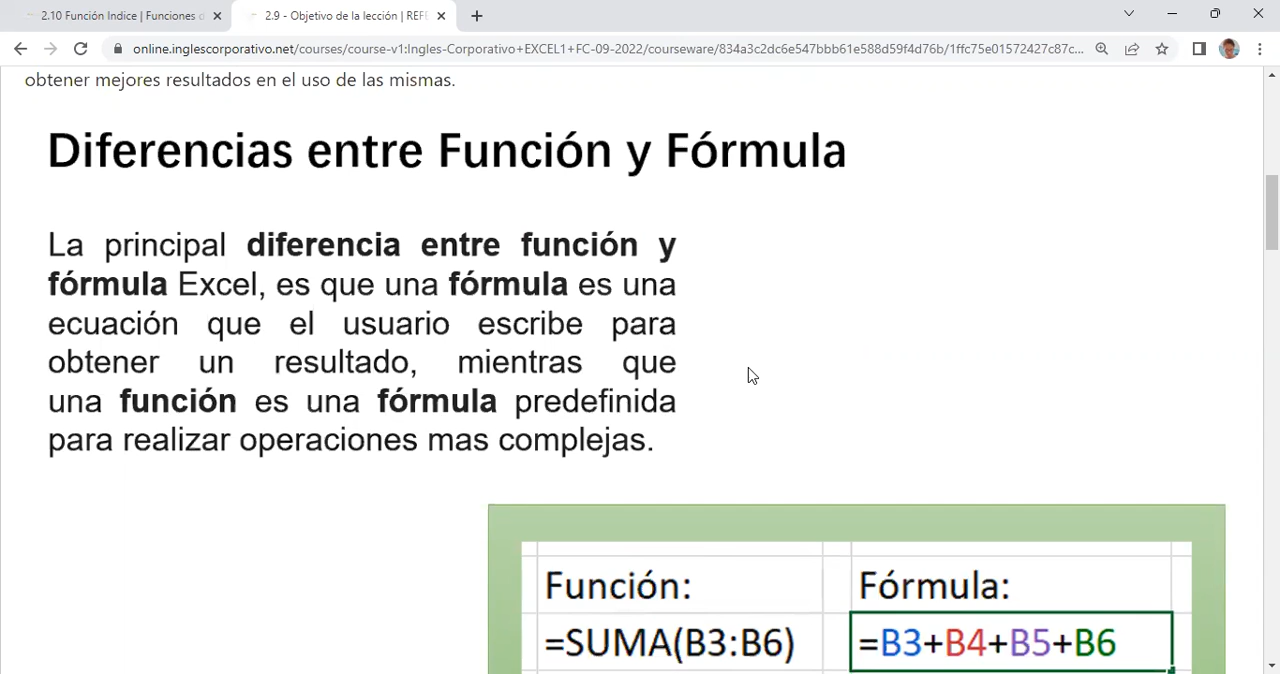 2.10 Función Indice | Funciones d
2.9 - Objetivo de la lección | REFE
online.inglescorporativo.net/courses/course-v1:Ingles-Corporativo+EXCEL1+FC-09-2022/courseware/834a3c2dc6e547bbb61e588d59f4d76b/1ffc75e01572427c87c...
obtener mejores resultados en el uso de las mismas.
Diferencias entre Función y Fórmula
La principal diferencia entre función y
fórmula Excel, es que una fórmula es una
ecuación que el usuario escribe para
obtener un resultado, mientras que
una función es una fórmula predefinida
para realizar operaciones mas complejas.
Función: Fórmula:
=SUMA(B3:B6) =B3+B4+B5+B6